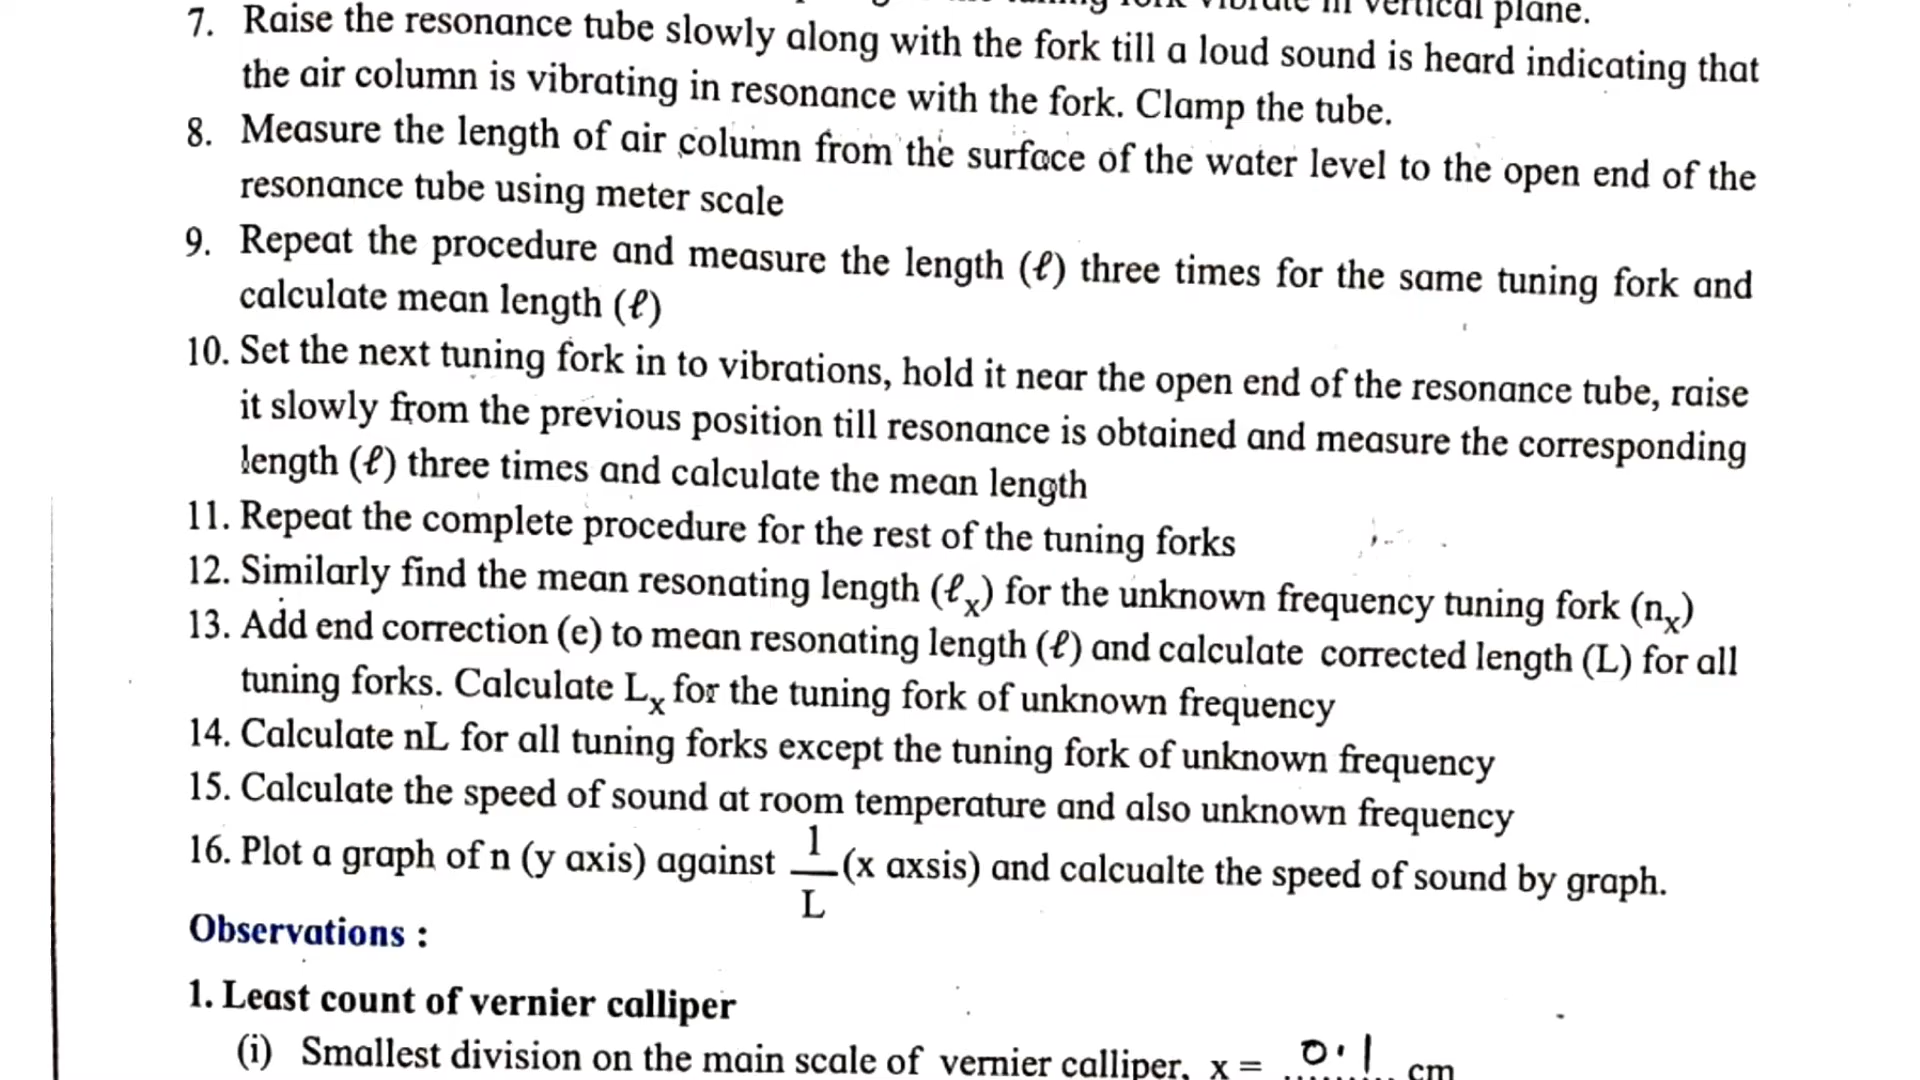 vibrate in vertical plane.
7. Raise the resonance tube slowly along with the fork till a loud sound is heard indicating that
the air column is vibrating in resonance with the fork. Clamp the tube.
8. Measure the length of air column from the surface of the water level to the open end of the
resonance tube using meter scale
9. Repeat the procedure and measure the length (ℓ) three times for the same tuning fork and
calculate mean length (ℓ)
10. Set the next tuning fork in to vibrations, hold it near the open end of the resonance tube, raise
it slowly from the previous position till resonance is obtained and measure the corresponding
length (ℓ) three times and calculate the mean length
11. Repeat the complete procedure for the rest of the tuning forks
12. Similarly find the mean resonating length (ℓₓ) for the unknown frequency tuning fork (nₓ)
13. Add end correction (e) to mean resonating length (ℓ) and calculate corrected length (L) for all
tuning forks. Calculate Lₓ for the tuning fork of unknown frequency
14. Calculate nL for all tuning forks except the tuning fork of unknown frequency
15. Calculate the speed of sound at room temperature and also unknown frequency
16. Plot a graph of n (y axis) against 1/L (x axsis) and calcualte the speed of sound by graph.
Observations :
1. Least count of vernier calliper
(i) Smallest division on the main scale of vernier calliper, x = 0.1 cm